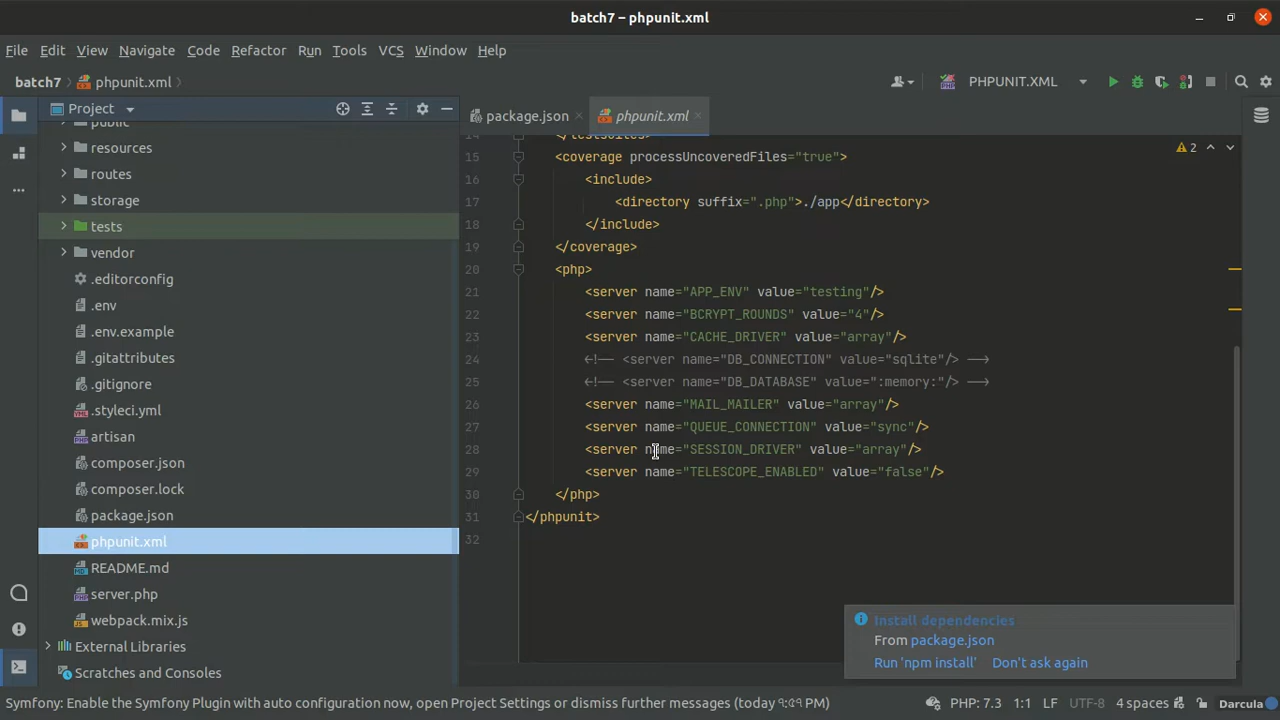 batch7 – phpunit.xml
File Edit View Navigate Code Refactor Run Tools VCS Window Help
batch7 phpunit.xml PHPUNIT.XML
Project package.json phpunit.xml
public
resources
routes
storage
tests
vendor
.editorconfig
.env
.env.example
.gitattributes
.gitignore
.styleci.yml
artisan
composer.json
composer.lock
package.json
phpunit.xml
README.md
server.php
webpack.mix.js
External Libraries
Scratches and Consoles
14 </testsuites>
15 <coverage processUncoveredFiles="true"> 2
16 <include>
17 <directory suffix=".php">./app</directory>
18 </include>
19 </coverage>
20 <php>
21 <server name="APP_ENV" value="testing"/>
22 <server name="BCRYPT_ROUNDS" value="4"/>
23 <server name="CACHE_DRIVER" value="array"/>
24 <!-- <server name="DB_CONNECTION" value="sqlite"/> -->
25 <!-- <server name="DB_DATABASE" value=":memory:"/> -->
26 <server name="MAIL_MAILER" value="array"/>
27 <server name="QUEUE_CONNECTION" value="sync"/>
28 <server name="SESSION_DRIVER" value="array"/>
29 <server name="TELESCOPE_ENABLED" value="false"/>
30 </php>
31 </phpunit>
32
Install dependencies
From package.json
Run 'npm install' Don't ask again
Symfony: Enable the Symfony Plugin with auto configuration now, open Project Settings or dismiss further messages (today ৭:৫৭ PM) PHP: 7.3 1:1 LF UTF-8 4 spaces Darcula